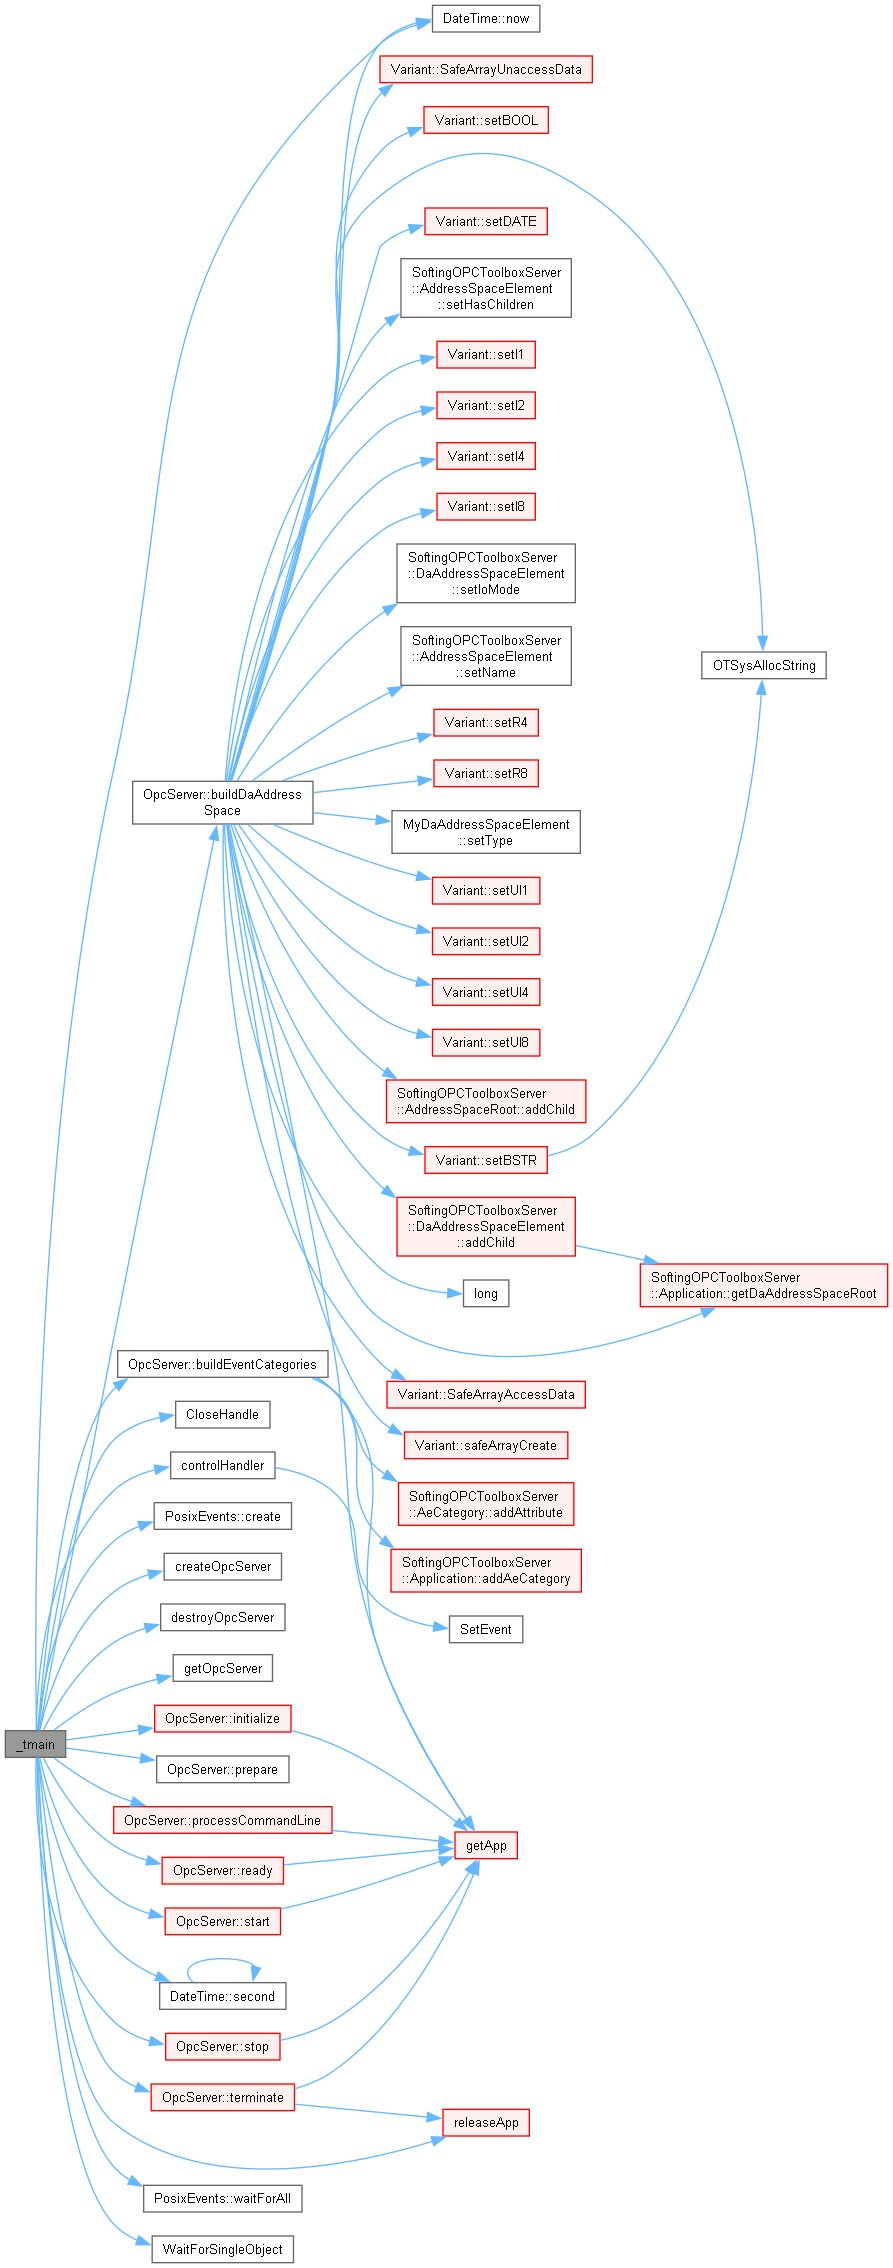 DateTime::now
Variant::SafeArrayUnaccessData
Variant::setBOOL
Variant::setDATE
SoftingOPCToolboxServer
::AddressSpaceElement
::setHasChildren
Variant::setI1
Variant::setI2
Variant::setI4
Variant::setI8
SoftingOPCToolboxServer
::DaAddressSpaceElement
::setIoMode
SoftingOPCToolboxServer
::AddressSpaceElement
::setName
OTSysAllocString
Variant::setR4
Variant::setR8
OpcServer::buildDaAddress
Space
MyDaAddressSpaceElement
::setType
Variant::setUI1
Variant::setUI2
Variant::setUI4
Variant::setUI8
SoftingOPCToolboxServer
::AddressSpaceRoot::addChild
Variant::setBSTR
SoftingOPCToolboxServer
::DaAddressSpaceElement
::addChild
SoftingOPCToolboxServer
::Application::getDaAddressSpaceRoot
long
OpcServer::buildEventCategories
Variant::SafeArrayAccessData
CloseHandle
Variant::safeArrayCreate
controlHandler
SoftingOPCToolboxServer
::AeCategory::addAttribute
PosixEvents::create
createOpcServer
SoftingOPCToolboxServer
::Application::addAeCategory
destroyOpcServer
SetEvent
getOpcServer
OpcServer::initialize
_tmain
OpcServer::prepare
OpcServer::processCommandLine
getApp
OpcServer::ready
OpcServer::start
DateTime::second
OpcServer::stop
OpcServer::terminate
releaseApp
PosixEvents::waitForAll
WaitForSingleObject